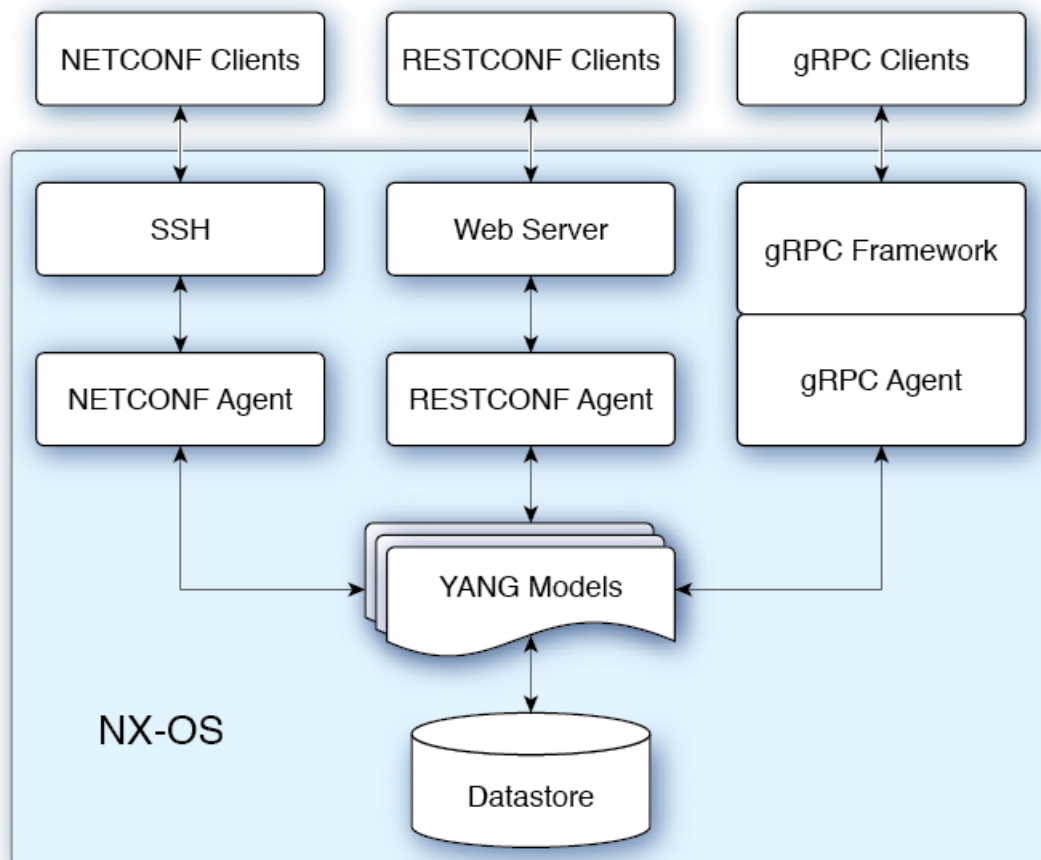 NETCONF Clients
RESTCONF Clients
gRPC Clients
SSH
Web Server
gRPC Framework
NETCONF Agent
RESTCONF Agent
gRPC Agent
YANG Models
NX-OS
Datastore